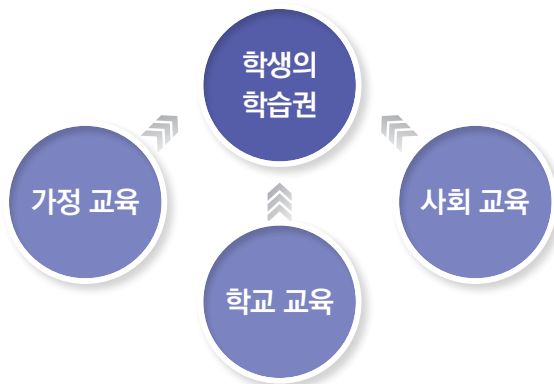 학생의
학습권
가정 교육
사회 교육
학교 교육